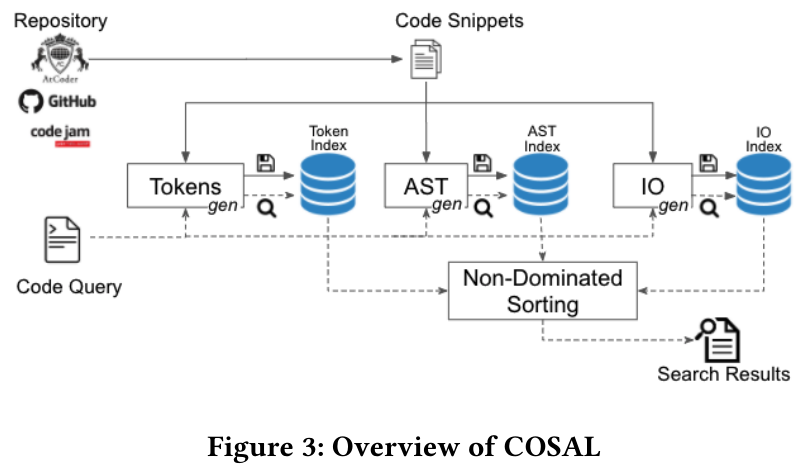 Repository
Code Snippets
AtCoder
GitHub
code jam
Token
Index
AST
Index
IO
Index
Tokens
gen
AST
gen
IO
gen
Code Query
Non-Dominated
Sorting
Search Results
Figure 3: Overview of COSAL